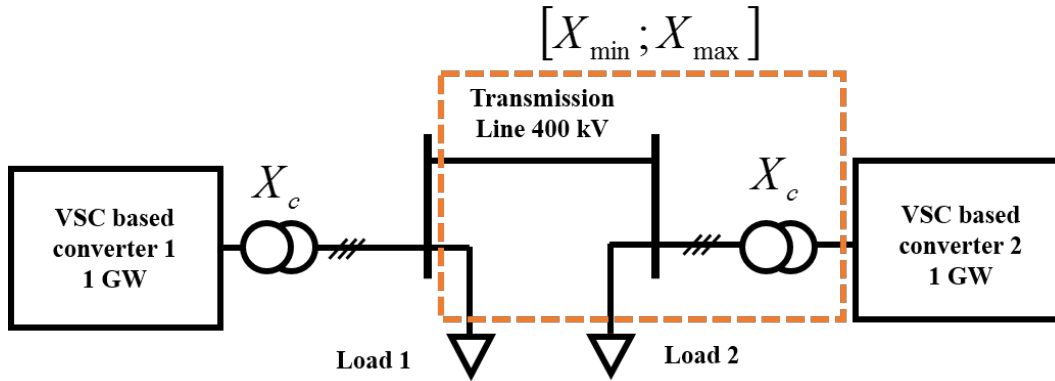 [X_min ; X_max]
Transmission
Line 400 kV
X_c
X_c
VSC based
converter 1
1 GW
VSC based
converter 2
1 GW
Load 1
Load 2